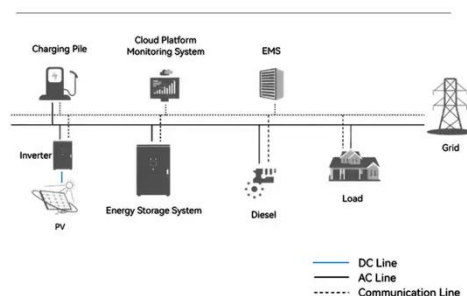 Charging Pile
Cloud Platform
Monitoring System
EMS
Grid
Inverter
PV
Energy Storage System
Diesel
Load
DC Line
AC Line
Communication Line